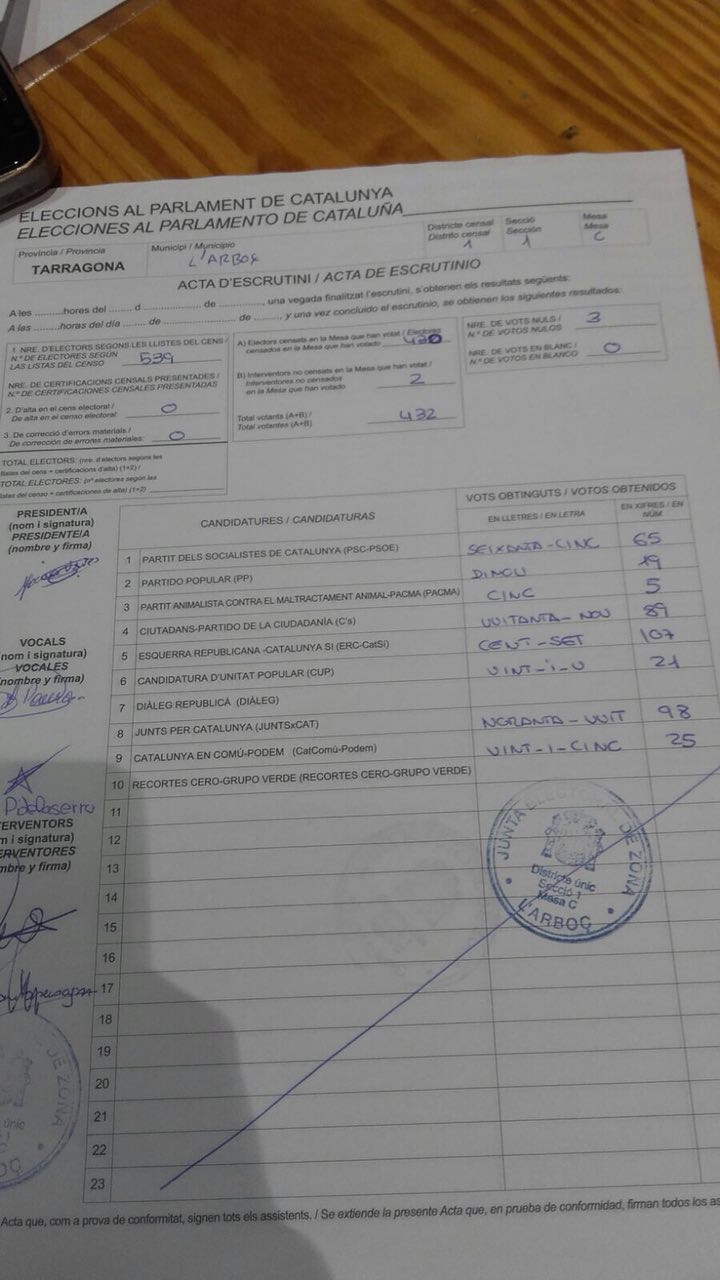 ELECCIONS AL PARLAMENT DE CATALUNYA
ELECCIONES AL PARLAMENTO DE CATALUÑA
Província / Provincia
TARRAGONA
Municipi / Municipio
L'ARBOÇ
Districte censal
Distrito censal
1
Secció
Sección
1
Mesa
Mesa
C
ACTA D'ESCRUTINI / ACTA DE ESCRUTINIO
A les .........hores del ....... d .................. de ............, una vegada finalitzat l'escrutini, s'obtenen els resultats següents:
A las .........horas del día ....... de .................. de ........, y una vez concluido el escrutinio, se obtienen los siguientes resultados:
1 NRE. D'ELECTORS SEGONS LES LLISTES DEL CENS /
N.º DE ELECTORES SEGÚN
LAS LISTAS DEL CENSO 539
NRE. DE CERTIFICACIONS CENSALS PRESENTADES /
N.º DE CERTIFICACIONES CENSALES PRESENTADAS
2. D'alta en el cens electoral /
De alta en censo electoral: 0
3. De correcció d'errors materials /
De corrección de errores materiales: 0
TOTAL ELECTORS: (nre. d'electors segons les
llistes del cens + certificacions d'alta) (1+2) /
TOTAL ELECTORES: (nº electores según las
listas del censo + certificaciones de alta) (1+2)
A) Electors censats en la Mesa que han votat / Electores
censados en la Mesa que han votado 430
B) Interventors no censats en la Mesa que han votat /
Interventores no censados
en la Mesa que han votado 2
Total votants (A+B) /
Total votantes (A+B) 432
NRE. DE VOTS NULS /
N.º DE VOTOS NULOS 3
NRE. DE VOTS EN BLANC /
N.º DE VOTOS EN BLANCO 0
PRESIDENT/A
(nom i signatura)
PRESIDENTE/A
(nombre y firma)
VOCALS
(nom i signatura)
VOCALES
(nombre y firma)
INTERVENTORS
(nom i signatura)
INTERVENTORES
(nombre y firma)
CANDIDATURES / CANDIDATURAS
VOTS OBTINGUTS / VOTOS OBTENIDOS
EN LLETRES / EN LETRA
EN XIFRES / EN NÚM.
1 PARTIT DELS SOCIALISTES DE CATALUNYA (PSC-PSOE) SEIXANTA-CINC 65
2 PARTIDO POPULAR (PP) DINOU 19
3 PARTIT ANIMALISTA CONTRA EL MALTRACTAMENT ANIMAL-PACMA (PACMA) CINC 5
4 CIUTADANS-PARTIDO DE LA CIUDADANÍA (C's) VUITANTA-NOU 89
5 ESQUERRA REPUBLICANA -CATALUNYA SI (ERC-CatSi) CENT-SET 107
6 CANDIDATURA D'UNITAT POPULAR (CUP) VINT-I-U 21
7 DIÀLEG REPUBLICÀ (DIÀLEG)
8 JUNTS PER CATALUNYA (JUNTSxCAT) NORANTA-VUIT 98
9 CATALUNYA EN COMÚ-PODEM (CatComú-Podem) VINT-I-CINC 25
10 RECORTES CERO-GRUPO VERDE (RECORTES CERO-GRUPO VERDE)
11
12
13
14
15
16
17
18
19
20
21
22
23
JUNTA ELECTORAL DE ZONA
Districte únic
Secció 1
Mesa C
L'ARBOÇ
DE ZONA
Acta que, com a prova de conformitat, signen tots els assistents. / Se extiende la presente Acta que, en prueba de conformidad, firman todos los